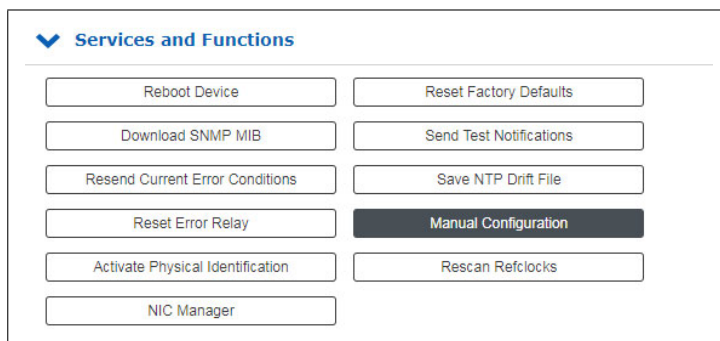 Services and Functions
Reboot Device
Reset Factory Defaults
Download SNMP MIB
Send Test Notifications
Resend Current Error Conditions
Save NTP Drift File
Reset Error Relay
Manual Configuration
Activate Physical Identification
Rescan Refclocks
NIC Manager